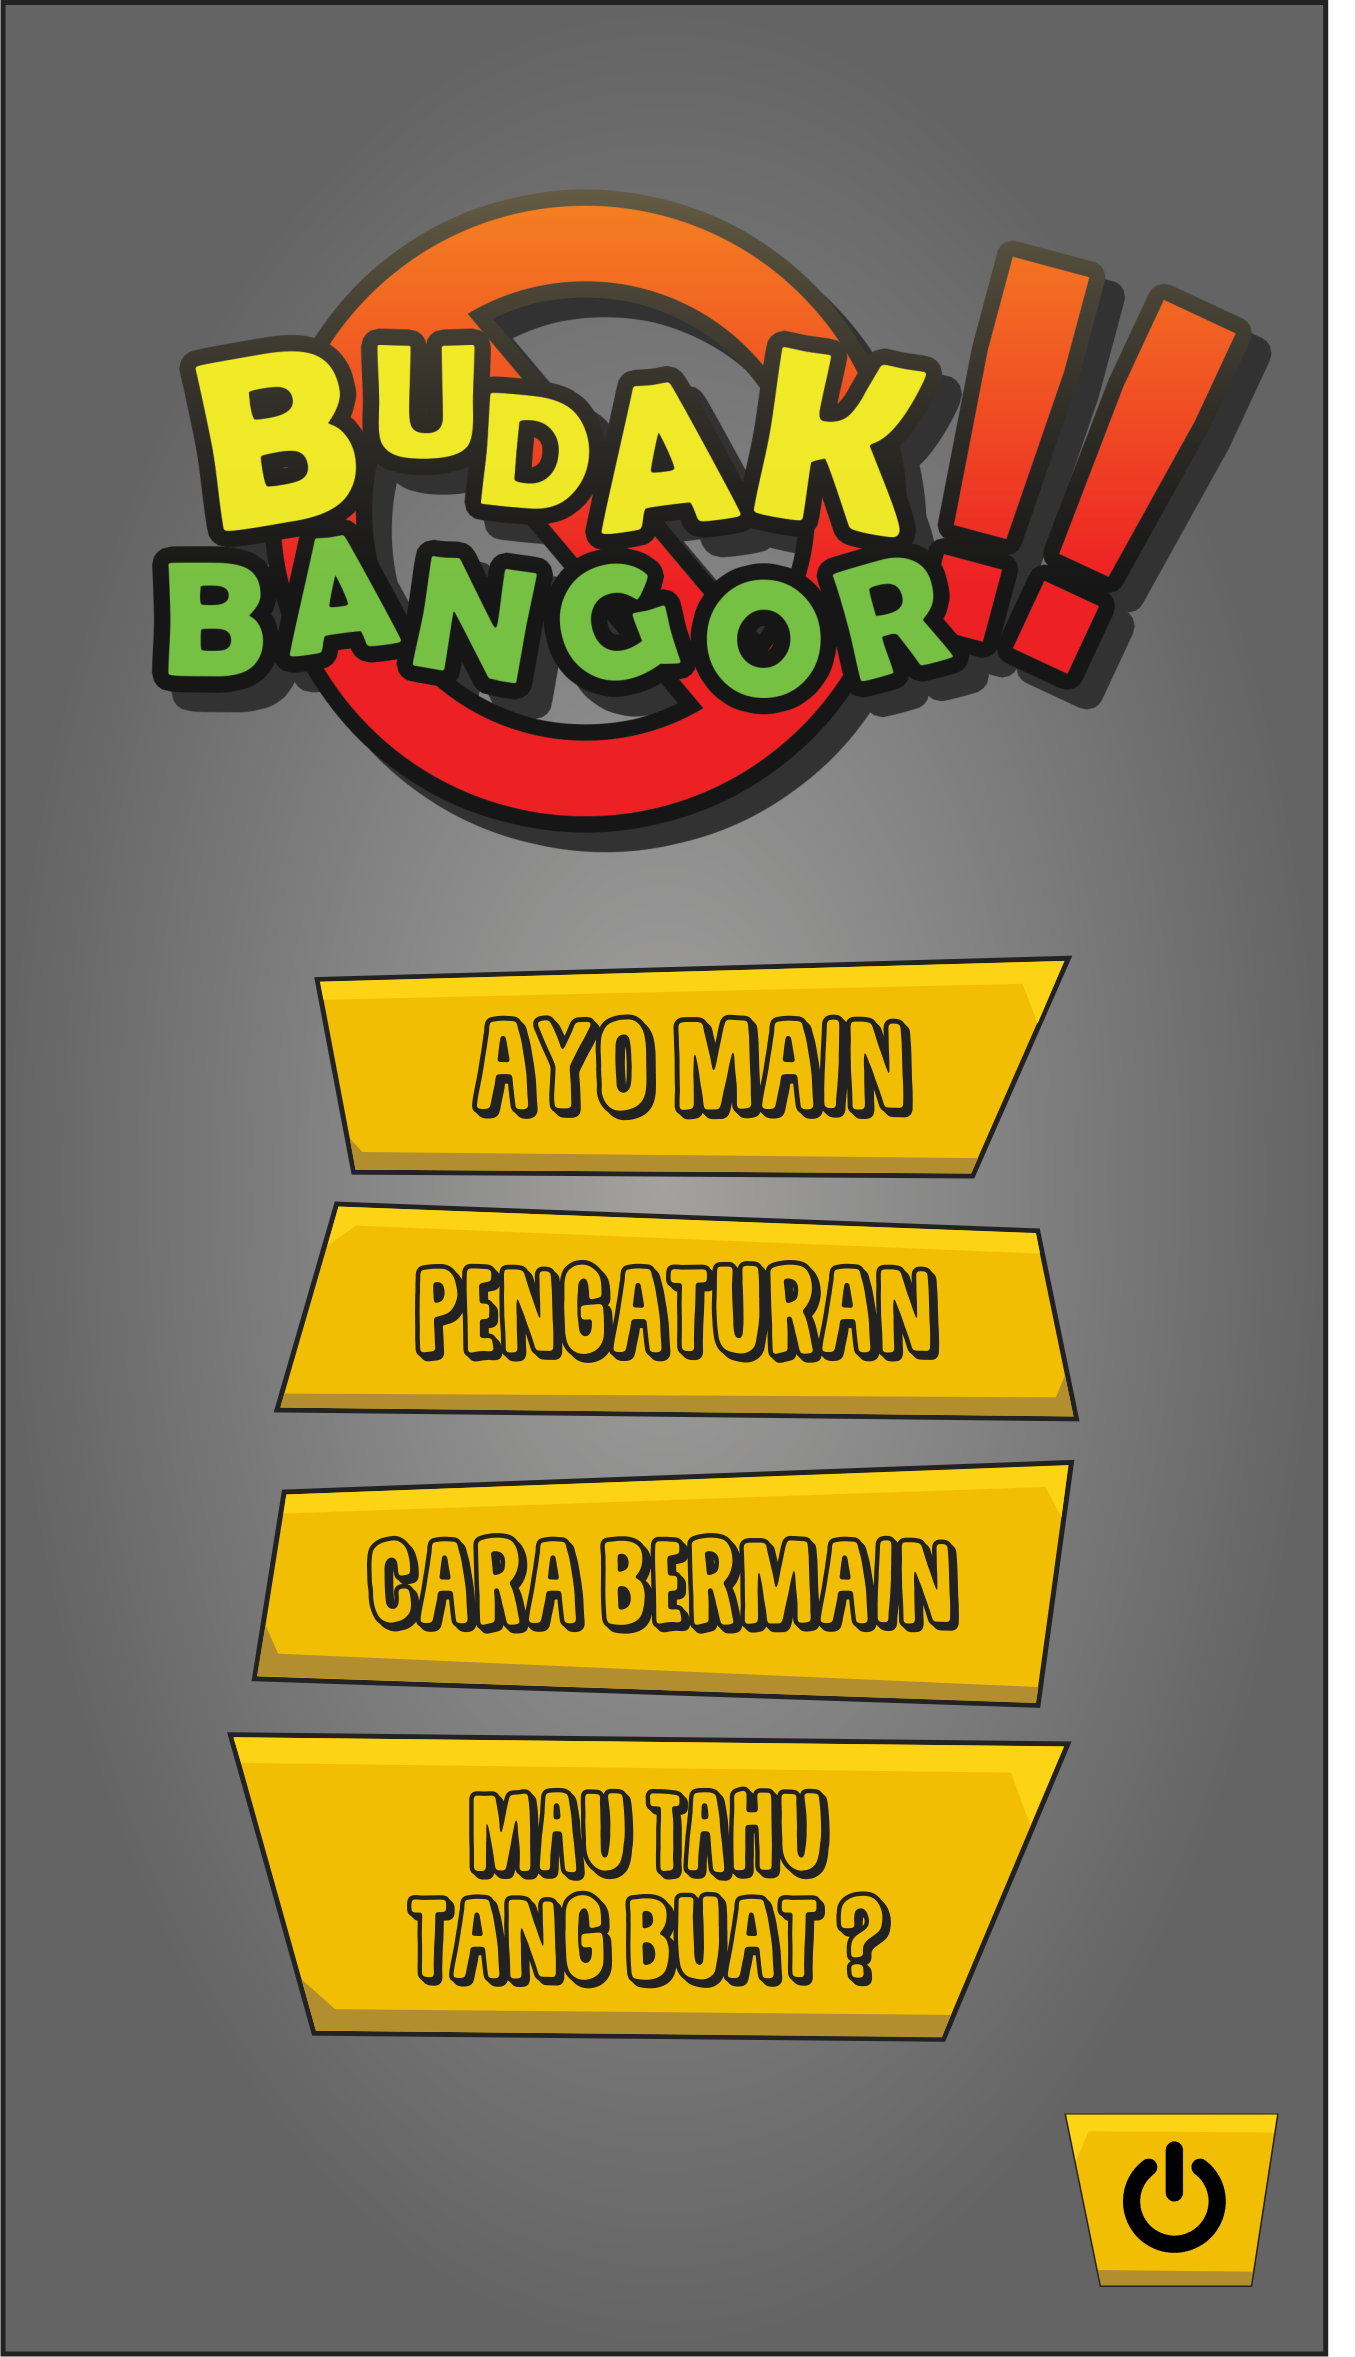 BUDAK
BANGOR!!
AYO MAIN
PENGATURAN
CARA BERMAIN
MAU TAHU
TANG BUAT ?